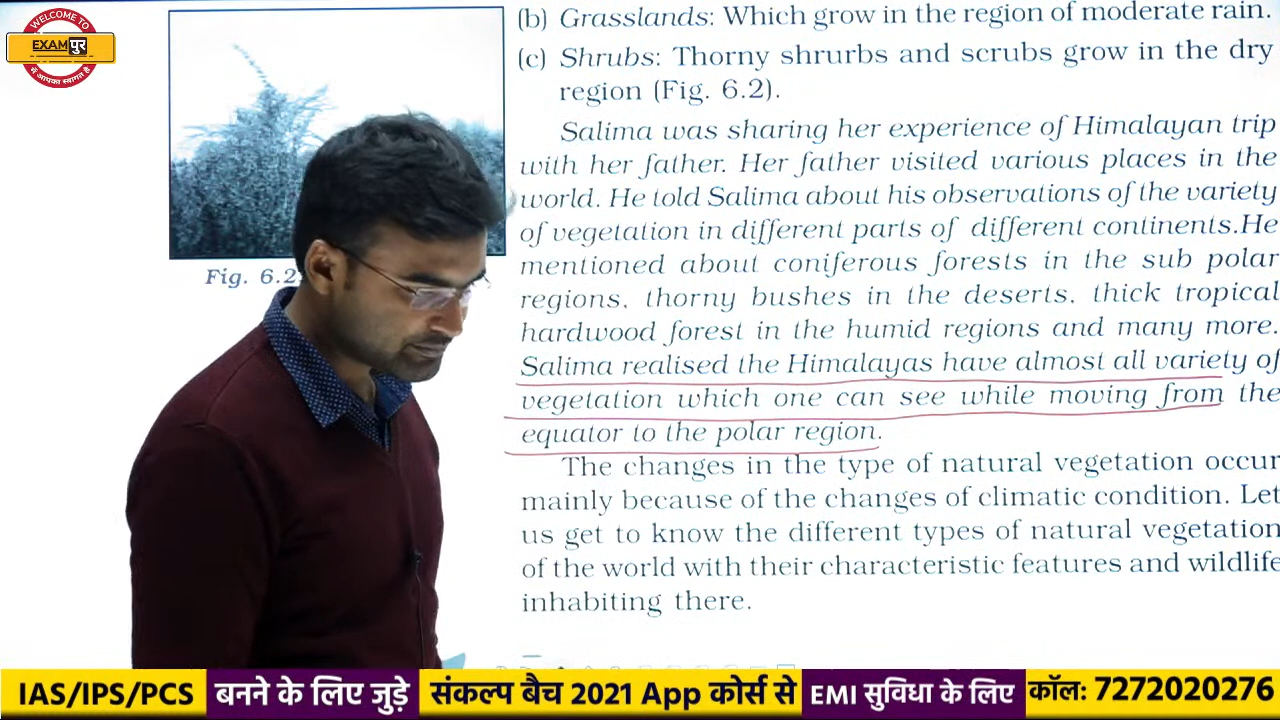 WELCOME TO
EXAMपुर
में आपका स्वागत है
(b) Grasslands: Which grow in the region of moderate rain.
(c) Shrubs: Thorny shrurbs and scrubs grow in the dry
region (Fig. 6.2).
Salima was sharing her experience of Himalayan trip
with her father. Her father visited various places in the
world. He told Salima about his observations of the variety
of vegetation in different parts of different continents.He
mentioned about coniferous forests in the sub polar
regions, thorny bushes in the deserts, thick tropical
hardwood forest in the humid regions and many more.
Salima realised the Himalayas have almost all variety of
vegetation which one can see while moving from the
equator to the polar region.
The changes in the type of natural vegetation occur
mainly because of the changes of climatic condition. Let
us get to know the different types of natural vegetation
of the world with their characteristic features and wildlife
inhabiting there.
Fig. 6.2
IAS/IPS/PCS बनने के लिए जुड़े संकल्प बैच 2021 App कोर्स से EMI सुविधा के लिए कॉल: 7272020276